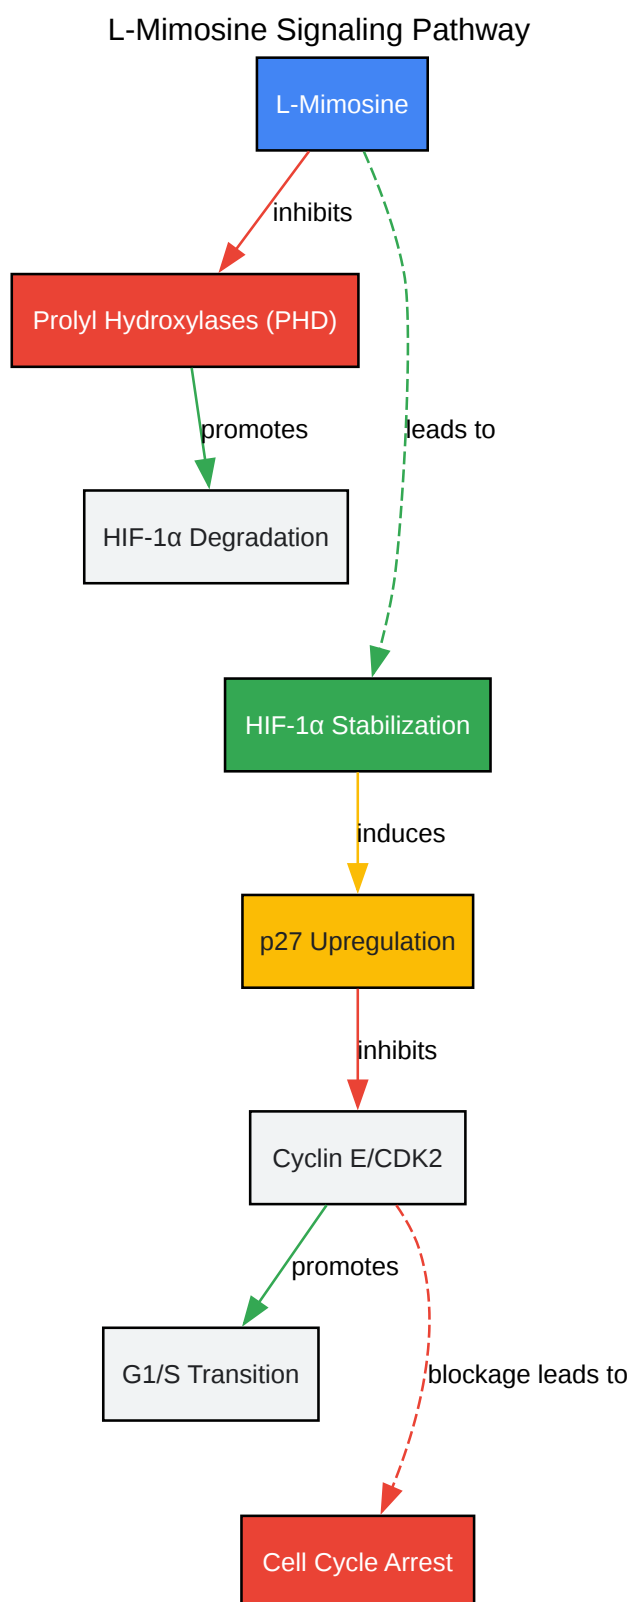 L-Mimosine Signaling Pathway
L-Mimosine
inhibits
Prolyl Hydroxylases (PHD)
promotes
leads to
HIF-1α Degradation
HIF-1α Stabilization
induces
p27 Upregulation
inhibits
Cyclin E/CDK2
promotes
G1/S Transition
blockage leads to
Cell Cycle Arrest